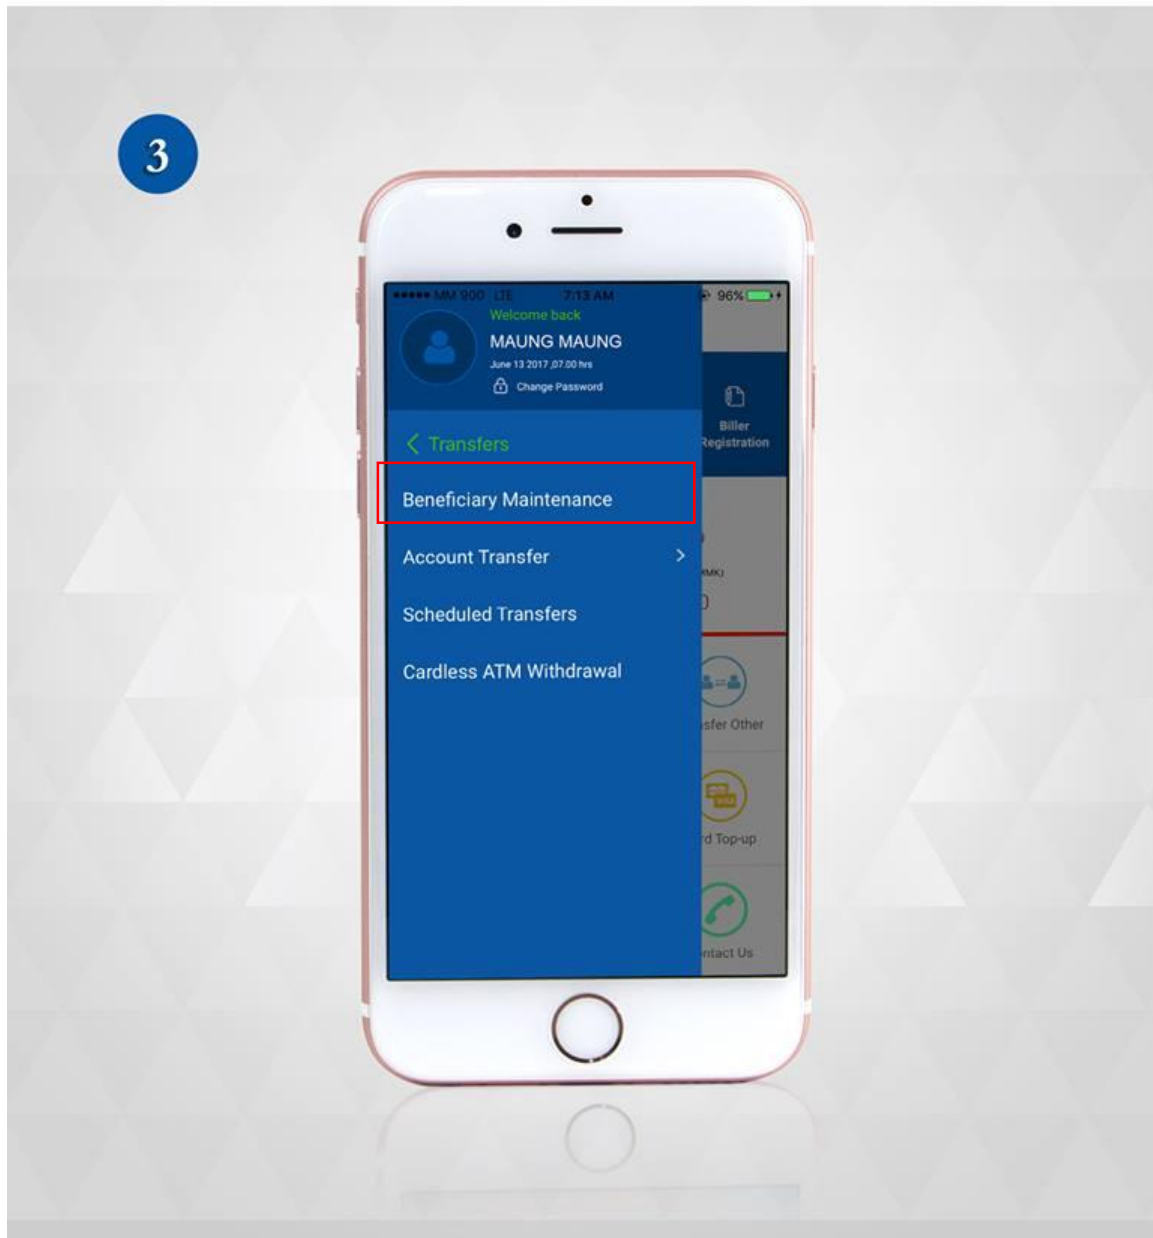 3
MM 900 LTE 7:13 AM 96%
Welcome back
MAUNG MAUNG
June 13 2017 ,07.00 hrs
Change Password
Biller
Registration
Transfers
Beneficiary Maintenance
Account Transfer
Scheduled Transfers
Cardless ATM Withdrawal
MMK)
sfer Other
rd Top-up
ntact Us